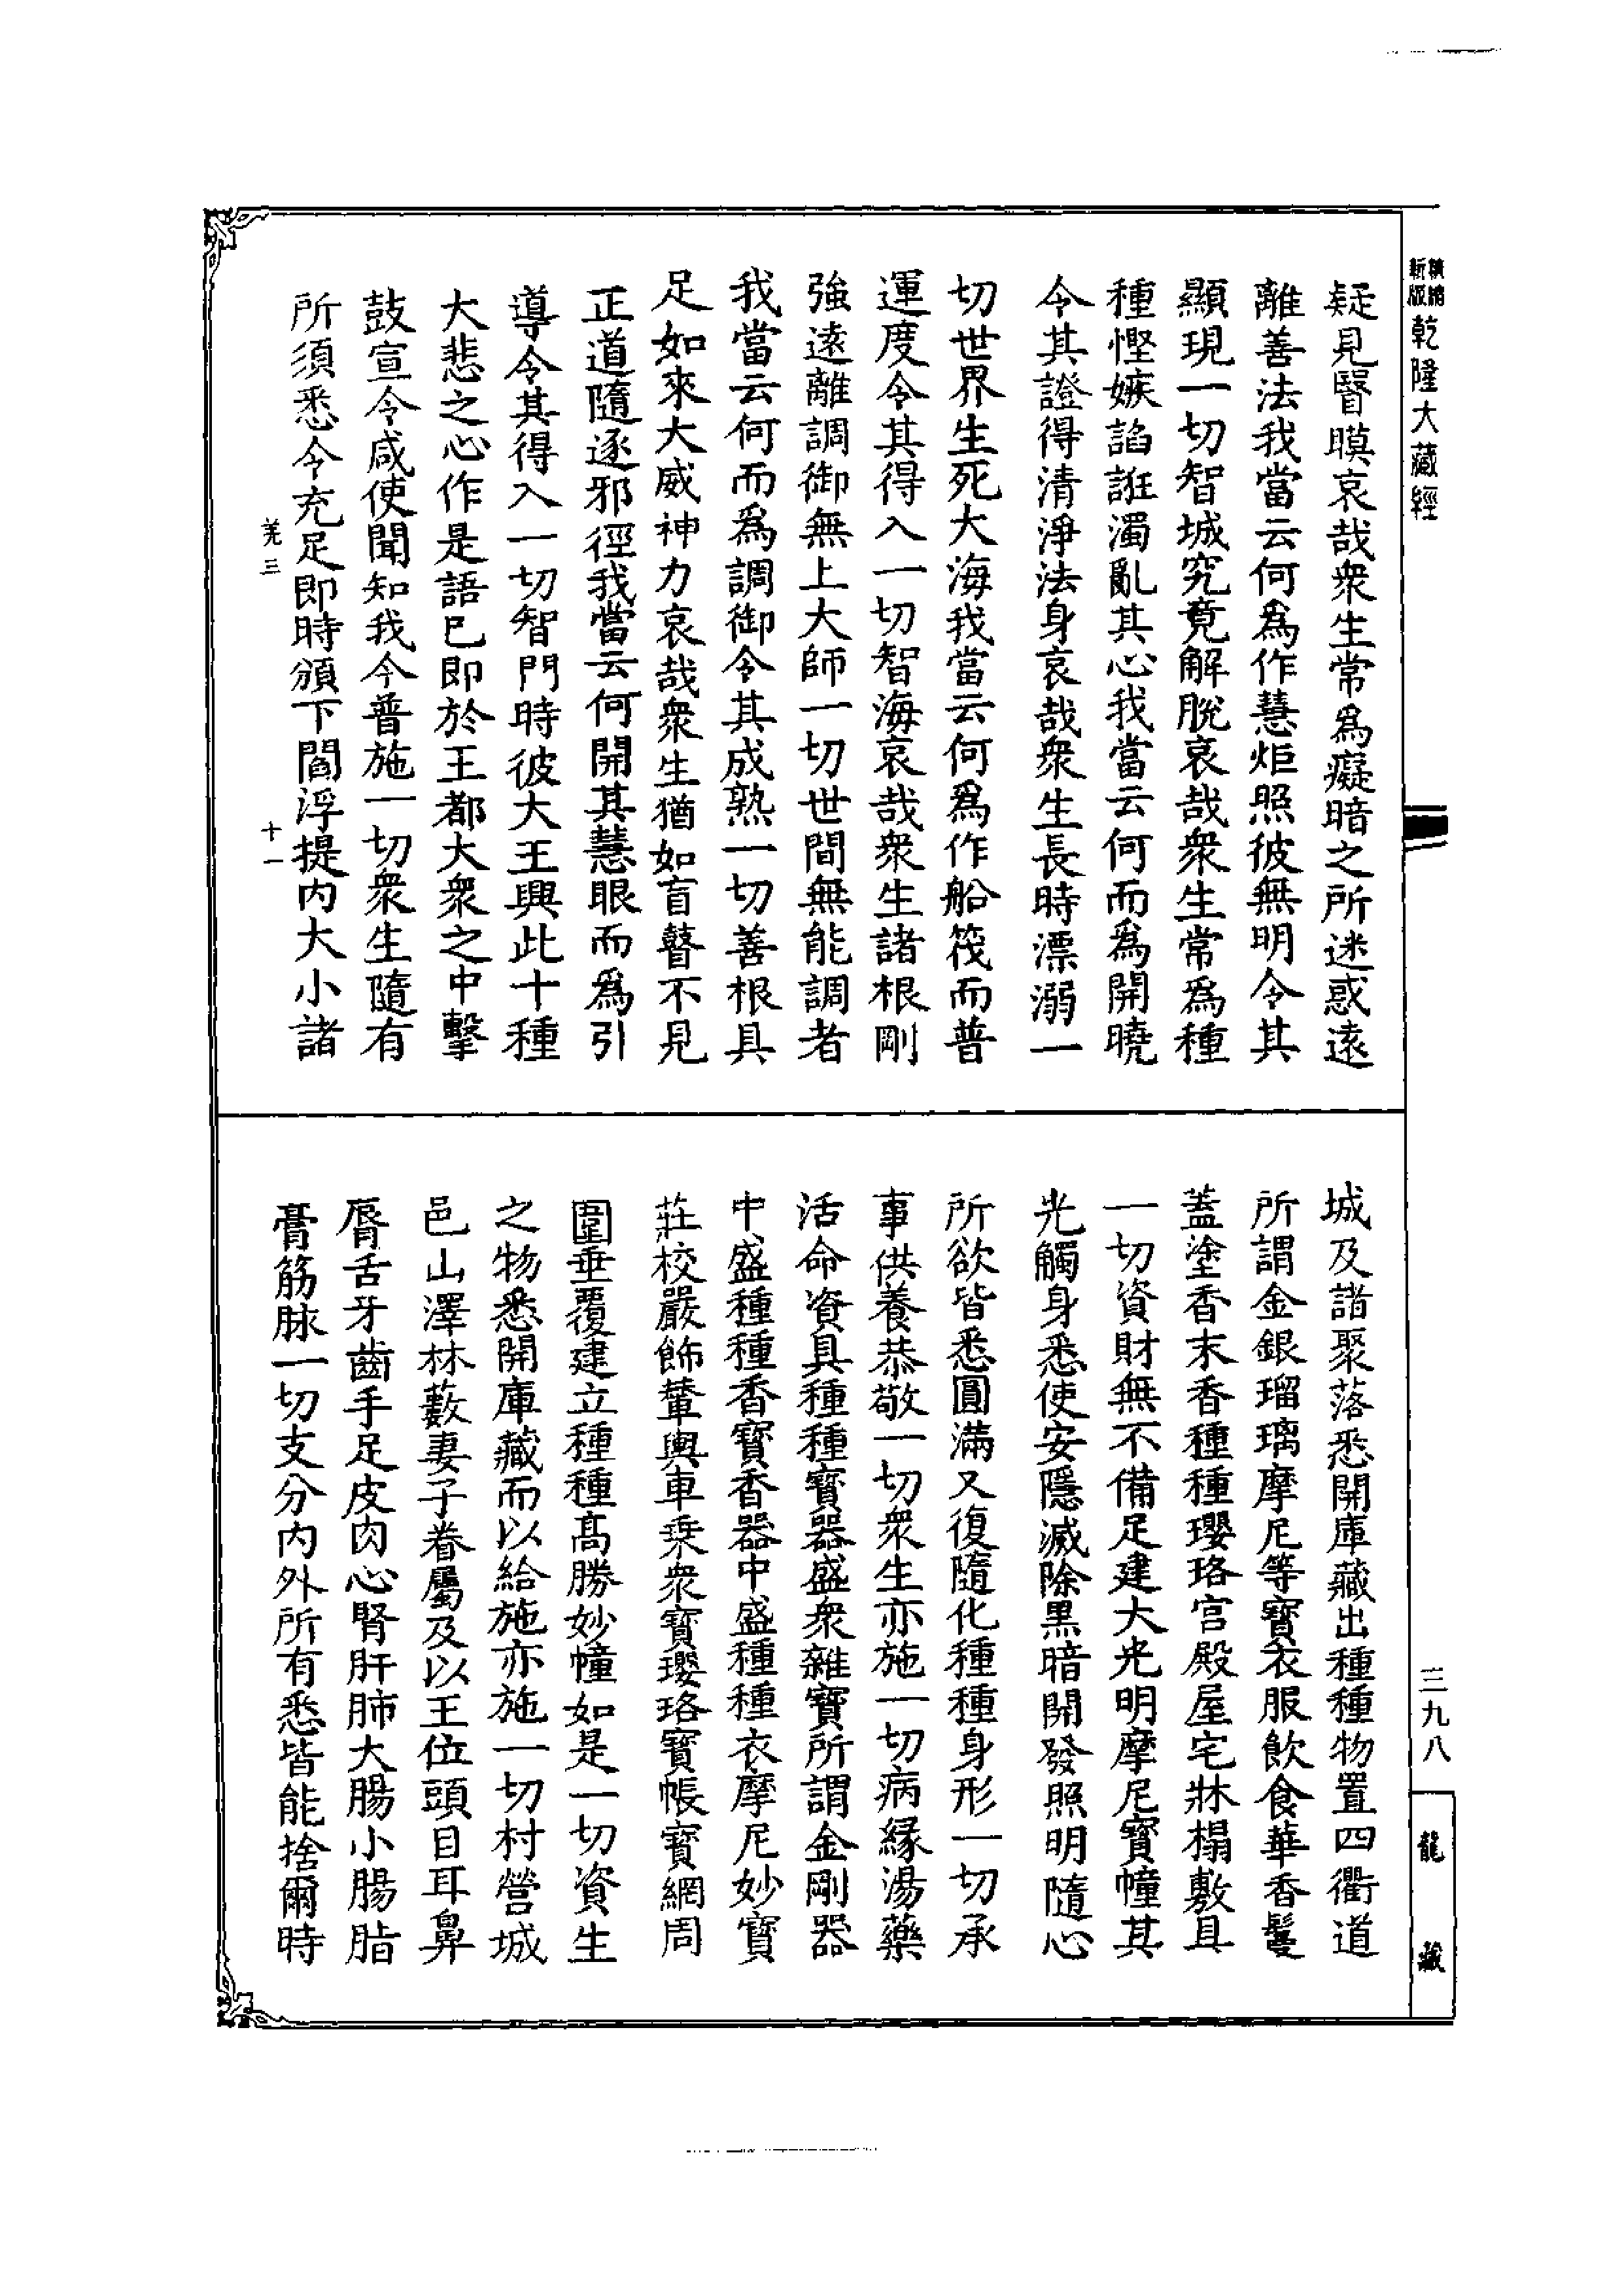 新版
乾隆大藏經
疑見瞖瞙哀哉衆生常爲癡暗之所迷惑遠
離善法我當云何爲作慧炬照彼無明令其
顯現一切智城究竟解脫哀哉衆生常爲種
種慳嫉諂誑濁亂其心我當云何而爲開曉
令其證得清淨法身哀哉衆生長時漂溺一
切世界生死大海我當云何爲作船筏而普
運度令其得入一切智海哀哉衆生諸根剛
強遠離調御無上大師一切世間無能調者
我當云何而爲調御令其成熟一切善根具
足如來大威神力哀哉衆生猶如盲瞽不見
正道隨逐邪徑我當云何開其慧眼而爲引
導令其得入一切智門時彼大王興此十種
大悲之心作是語已即於王都大衆之中擊
鼓宣令咸使聞知我今普施一切衆生隨有
所須悉令充足即時頒下閻浮提內大小諸
羌三
十一
城及諸聚落悉開庫藏出種種物置四衢道
所謂金銀瑠璃摩尼等寶衣服飲食華香鬘
蓋塗香末香種種瓔珞宮殿屋宅牀榻敷具
一切資財無不備足建大光明摩尼寶幢其
光觸身悉使安隱滅除黑暗開發照明隨心
所欲皆悉圓滿又復隨化種種身形一切承
事供養恭敬一切衆生亦施一切病緣湯藥
活命資具種種寶器盛衆雜寶所謂金剛器
中盛種種香寶香器中盛種種衣摩尼妙寶
莊校嚴飾輦輿車乗衆寶瓔珞寶帳寶網周
圍垂覆建立種種高勝妙幢如是一切資生
之物悉開庫藏而以給施亦施一切村營城
邑山澤林藪妻子眷屬及以王位頭目耳鼻
脣舌牙齒手足皮肉心腎肝肺大腸小腸脂
膏筋脉一切支分內外所有悉皆能捨爾時
三九八
龍藏